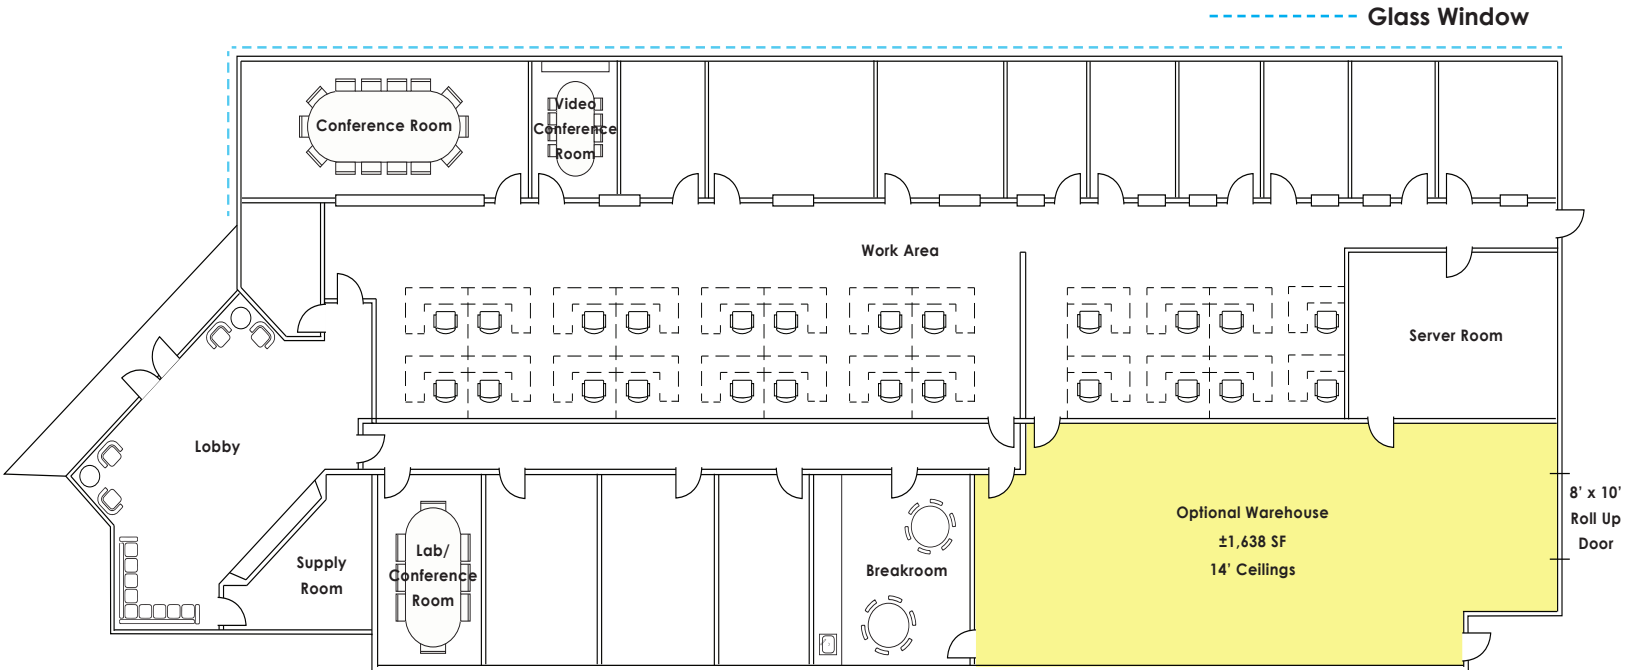 Glass Window
Conference Room
Video
Conference
Room
Work Area
Server Room
Lobby
Optional Warehouse
±1,638 SF
14’ Ceilings
8’ x 10’
Roll Up
Door
Supply
Room
Lab/
Conference
Room
Breakroom